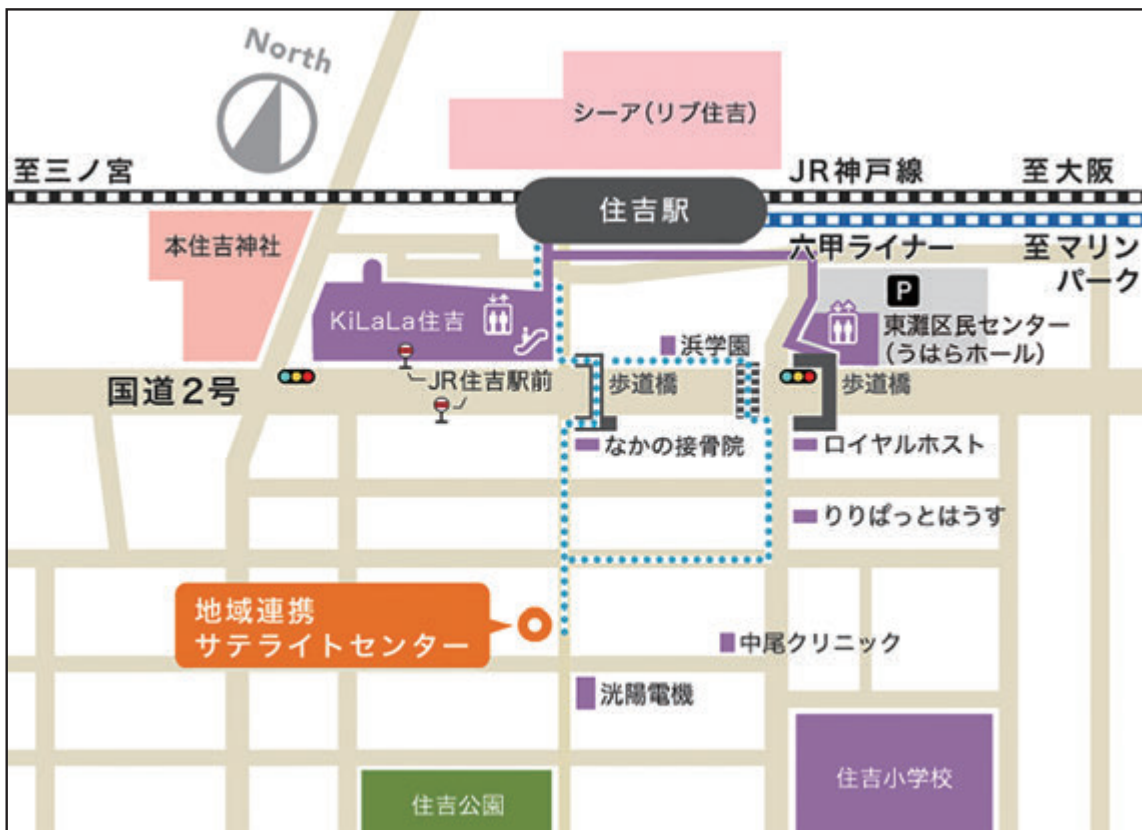 North
シーア(リブ住吉)
至三ノ宮
JR神戸線
至大阪
住吉駅
本住吉神社
六甲ライナー
至マリン
パーク
KiLaLa住吉
P
東灘区民センター
(うはらホール)
浜学園
国道2号
JR住吉駅前
歩道橋
歩道橋
なかの接骨院
ロイヤルホスト
りりぱっとはうす
地域連携
サテライトセンター
中尾クリニック
洸陽電機
住吉公園
住吉小学校